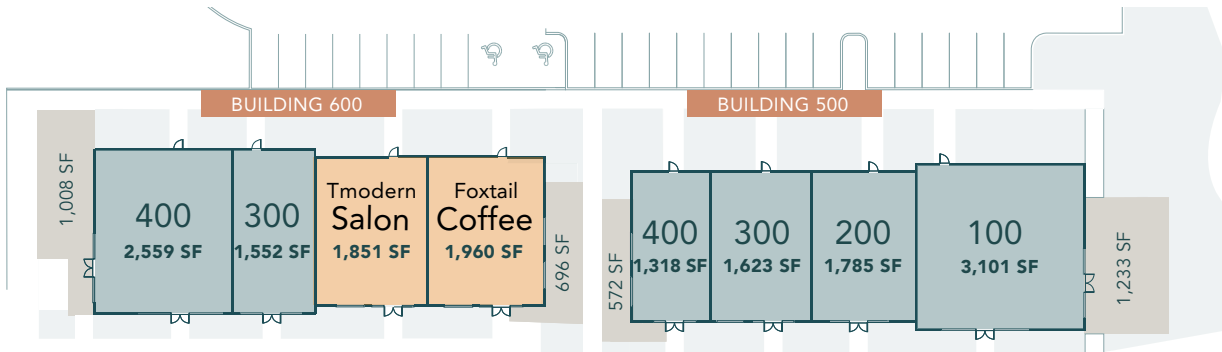 BUILDING 600
BUILDING 500
1,008 SF
400
2,559 SF
300
1,552 SF
Tmodern
Salon
1,851 SF
Foxtail
Coffee
1,960 SF
696 SF
572 SF
400
1,318 SF
300
1,623 SF
200
1,785 SF
100
3,101 SF
1,233 SF